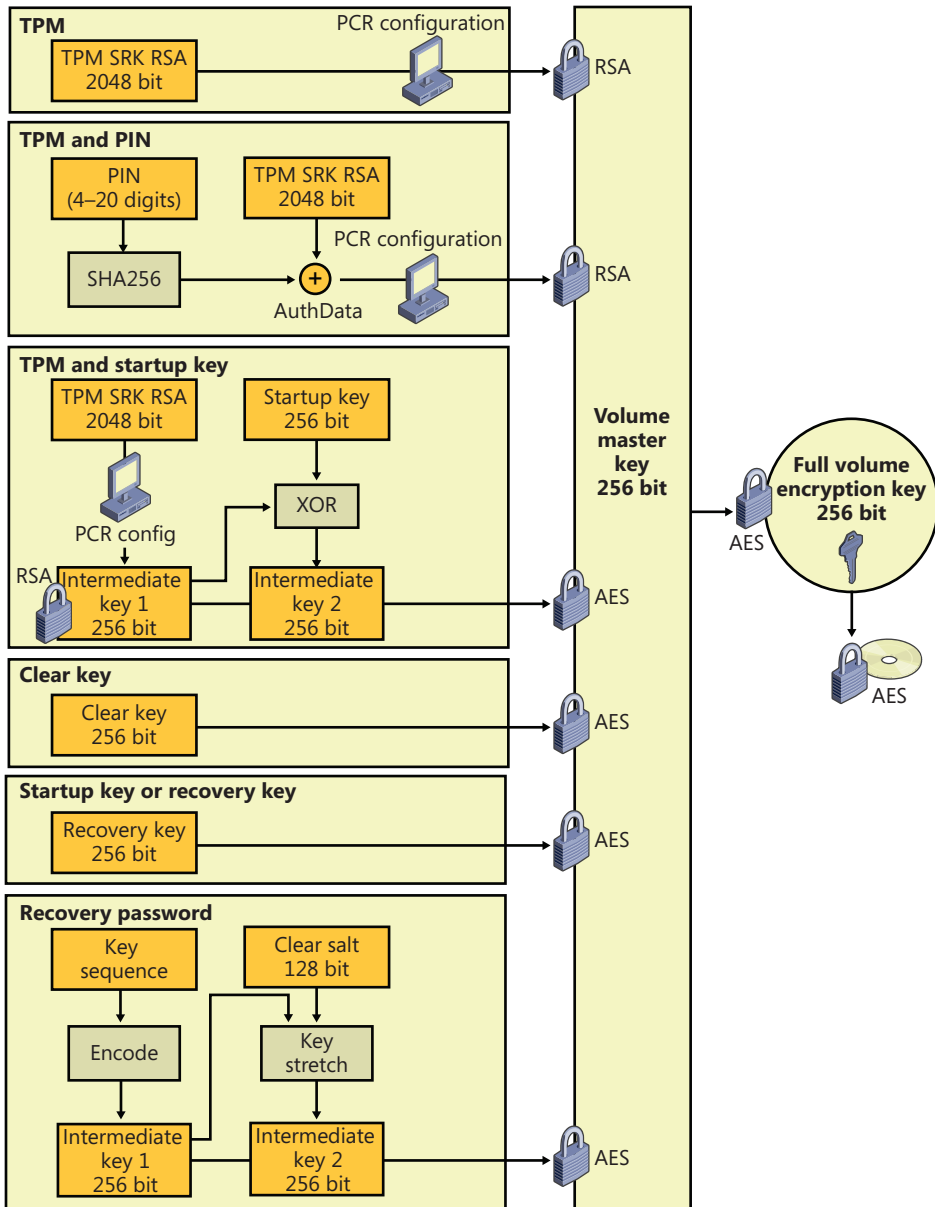 TPM
PCR configuration
TPM SRK RSA
2048 bit
RSA
TPM and PIN
PIN
(4–20 digits)
TPM SRK RSA
2048 bit
PCR configuration
SHA256
+
AuthData
RSA
TPM and startup key
TPM SRK RSA
2048 bit
Startup key
256 bit
XOR
PCR config
RSA
Intermediate
key 1
256 bit
Intermediate
key 2
256 bit
AES
Clear key
Clear key
256 bit
AES
Startup key or recovery key
Recovery key
256 bit
AES
Recovery password
Key
sequence
Clear salt
128 bit
Encode
Key
stretch
Intermediate
key 1
256 bit
Intermediate
key 2
256 bit
AES
Volume
master
key
256 bit
AES
Full volume
encryption key
256 bit
AES